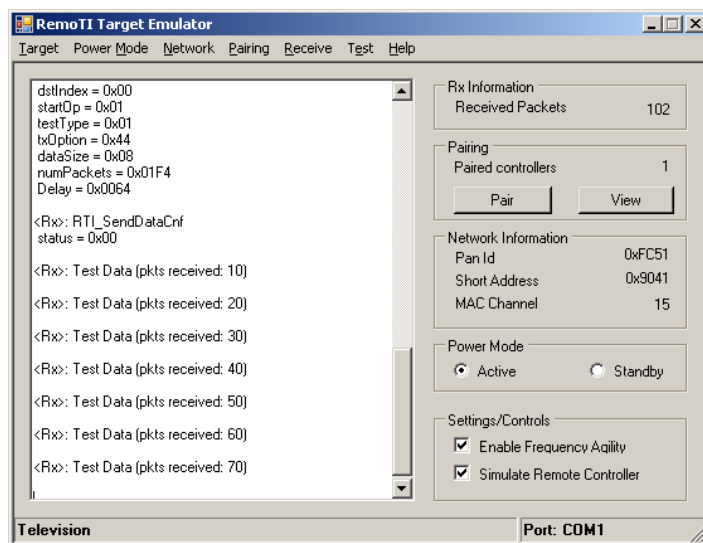 RemoTI Target Emulator
Target Power Mode Network Pairing Receive Test Help
dstIndex = 0x00
startOp = 0x01
testType = 0x01
txOption = 0x44
dataSize = 0x08
numPackets = 0x01F4
Delay = 0x0064
<Rx>: RTI_SendDataCnf
status = 0x00
<Rx>: Test Data (pkts received: 10)
<Rx>: Test Data (pkts received: 20)
<Rx>: Test Data (pkts received: 30)
<Rx>: Test Data (pkts received: 40)
<Rx>: Test Data (pkts received: 50)
<Rx>: Test Data (pkts received: 60)
<Rx>: Test Data (pkts received: 70)
Rx Information
Received Packets 102
Pairing
Paired controllers 1
Pair View
Network Information
Pan Id 0xFC51
Short Address 0x9041
MAC Channel 15
Power Mode
Active Standby
Settings/Controls
Enable Frequency Agility
Simulate Remote Controller
Television Port: COM1